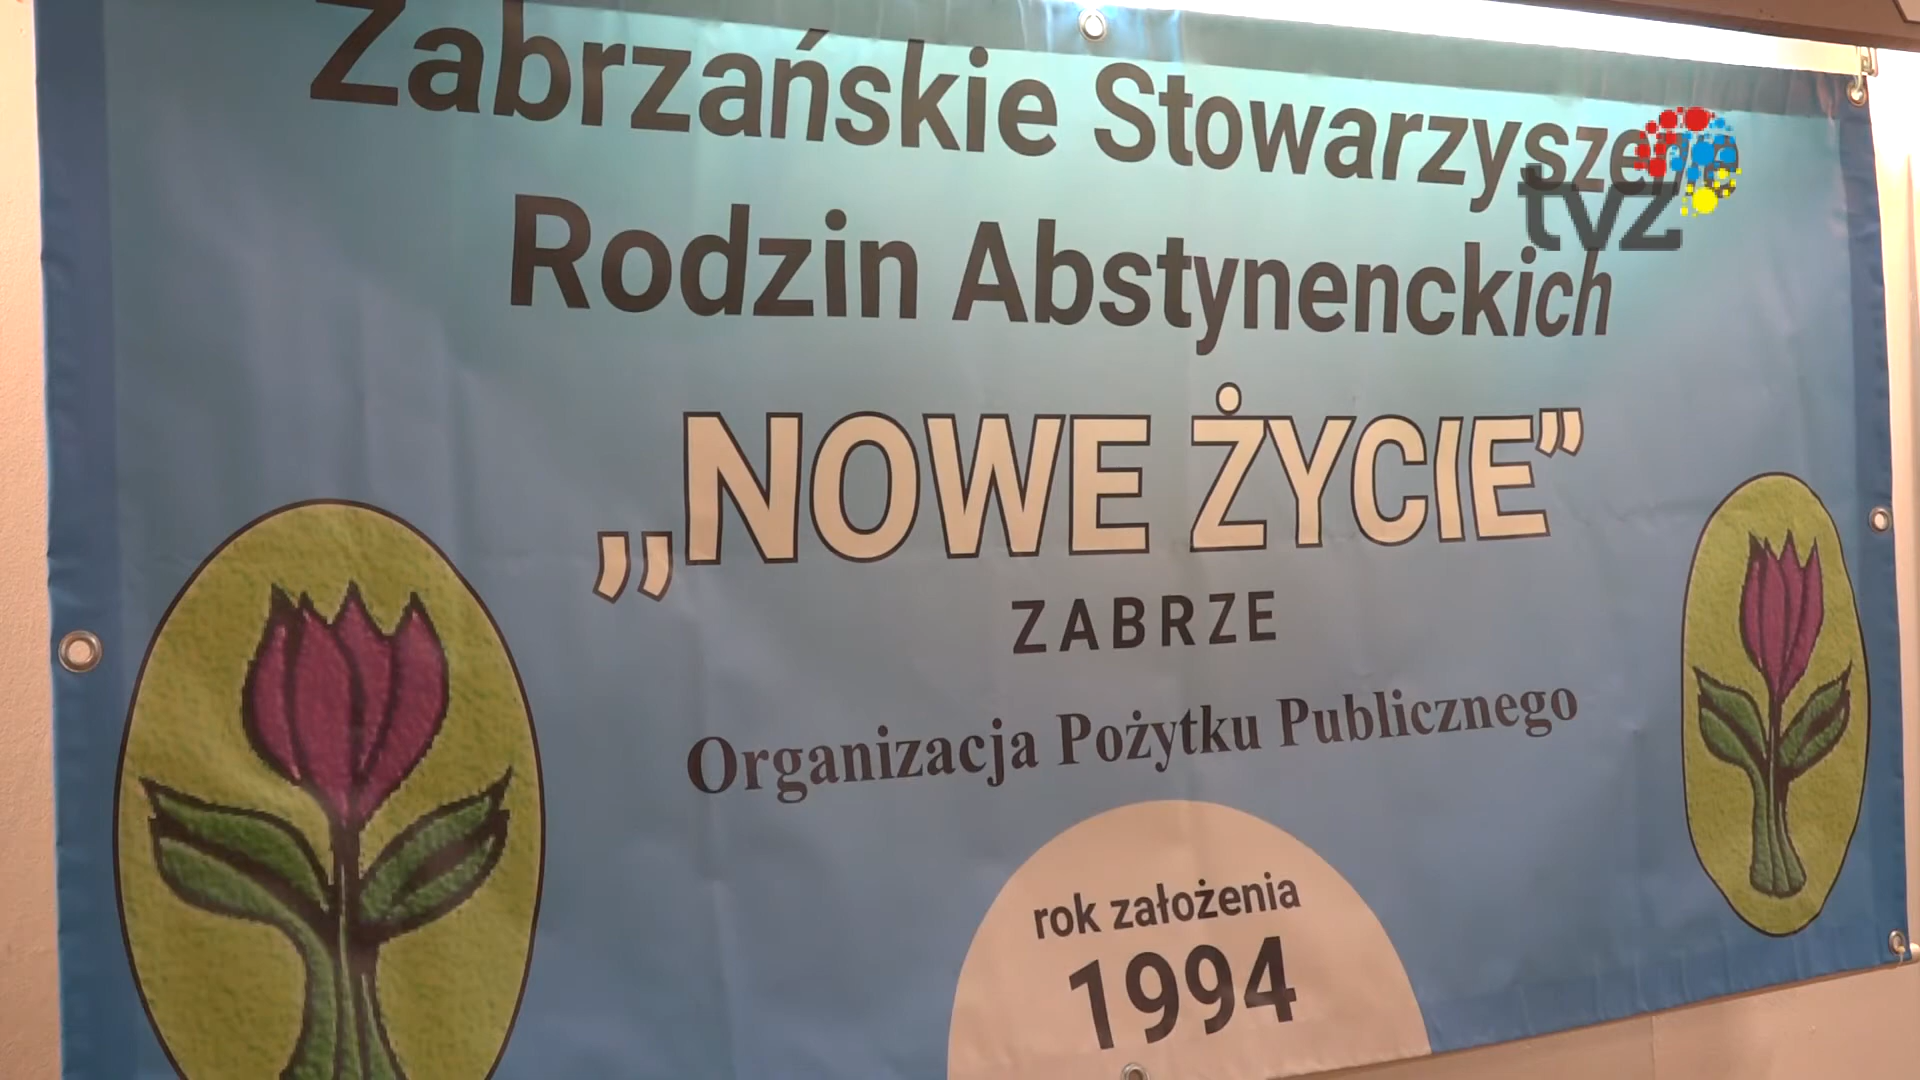 Zabrzańskie Stowarzyszenie
Rodzin Abstynenckich
„NOWE ŻYCIE”
ZABRZE
Organizacja Pożytku Publicznego
rok założenia
1994
tvz